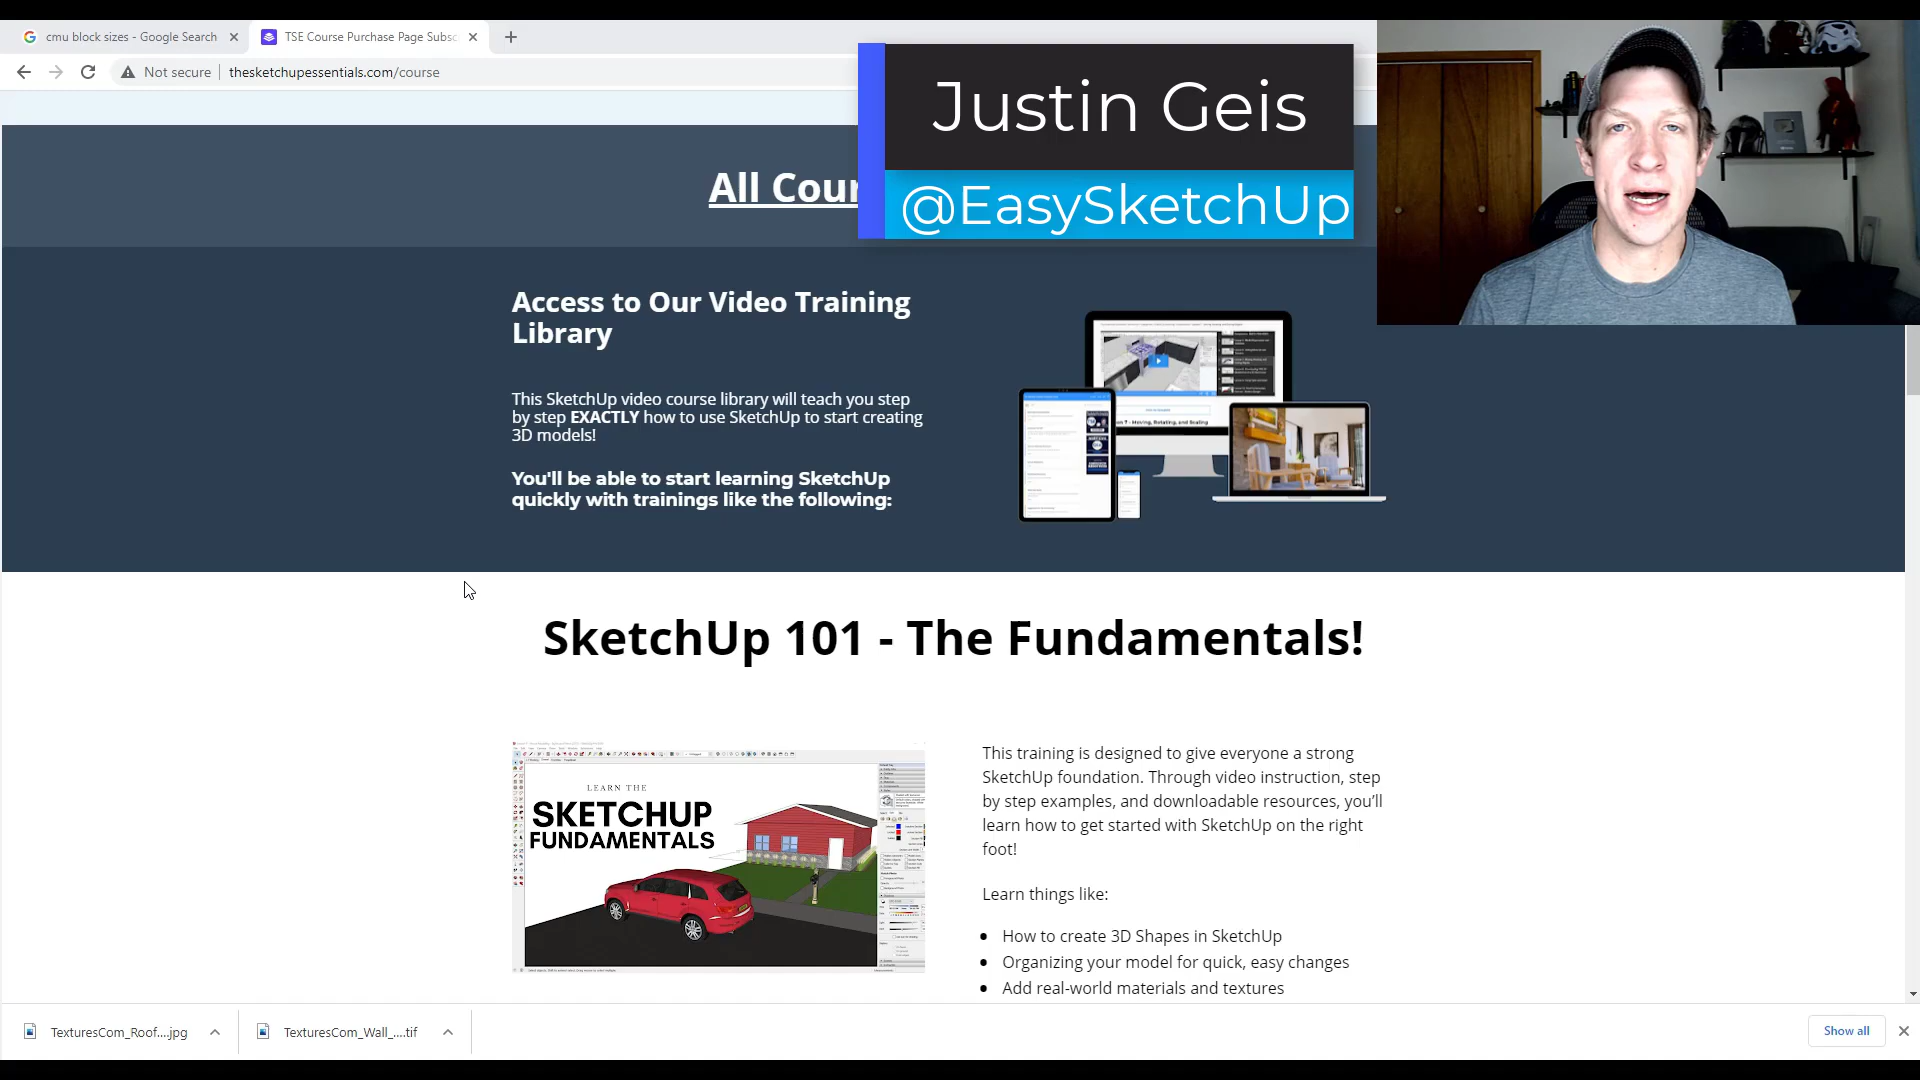 cmu block sizes - Google Search
TSE Course Purchase Page Subsc
Not secure
thesketchupessentials.com/course
Justin Geis
@EasySketchUp
All Cour
Access to Our Video Training
Library
This SketchUp video course library will teach you step
by step EXACTLY how to use SketchUp to start creating
3D models!
You'll be able to start learning SketchUp
quickly with trainings like the following:
SketchUp 101 - The Fundamentals!
LEARN THE
SKETCHUP
FUNDAMENTALS
This training is designed to give everyone a strong
SketchUp foundation. Through video instruction, step
by step examples, and downloadable resources, you’ll
learn how to get started with SketchUp on the right
foot!
Learn things like:
How to create 3D Shapes in SketchUp
Organizing your model for quick, easy changes
Add real-world materials and textures
TexturesCom_Roof....jpg
TexturesCom_Wall_....tif
Show all